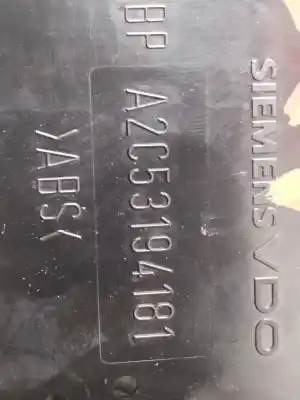 SIEMENS VDO
A2C53194181
BP
>ABS<